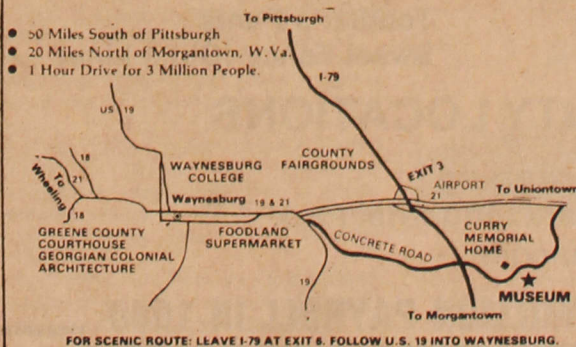 To Pittsburgh
● 50 Miles South of Pittsburgh
● 20 Miles North of Morgantown, W.Va.
● 1 Hour Drive for 3 Million People.
I-79
US 19
18
21
To Wheeling
18
WAYNESBURG COLLEGE
COUNTY FAIRGROUNDS
EXIT 3
AIRPORT
21
To Uniontown
Waynesburg
19 & 21
GREENE COUNTY
COURTHOUSE
GEORGIAN COLONIAL
ARCHITECTURE
FOODLAND
SUPERMARKET
CONCRETE ROAD
CURRY
MEMORIAL
HOME
19
MUSEUM
To Morgantown
FOR SCENIC ROUTE: LEAVE I-79 AT EXIT 6. FOLLOW U.S. 19 INTO WAYNESBURG.